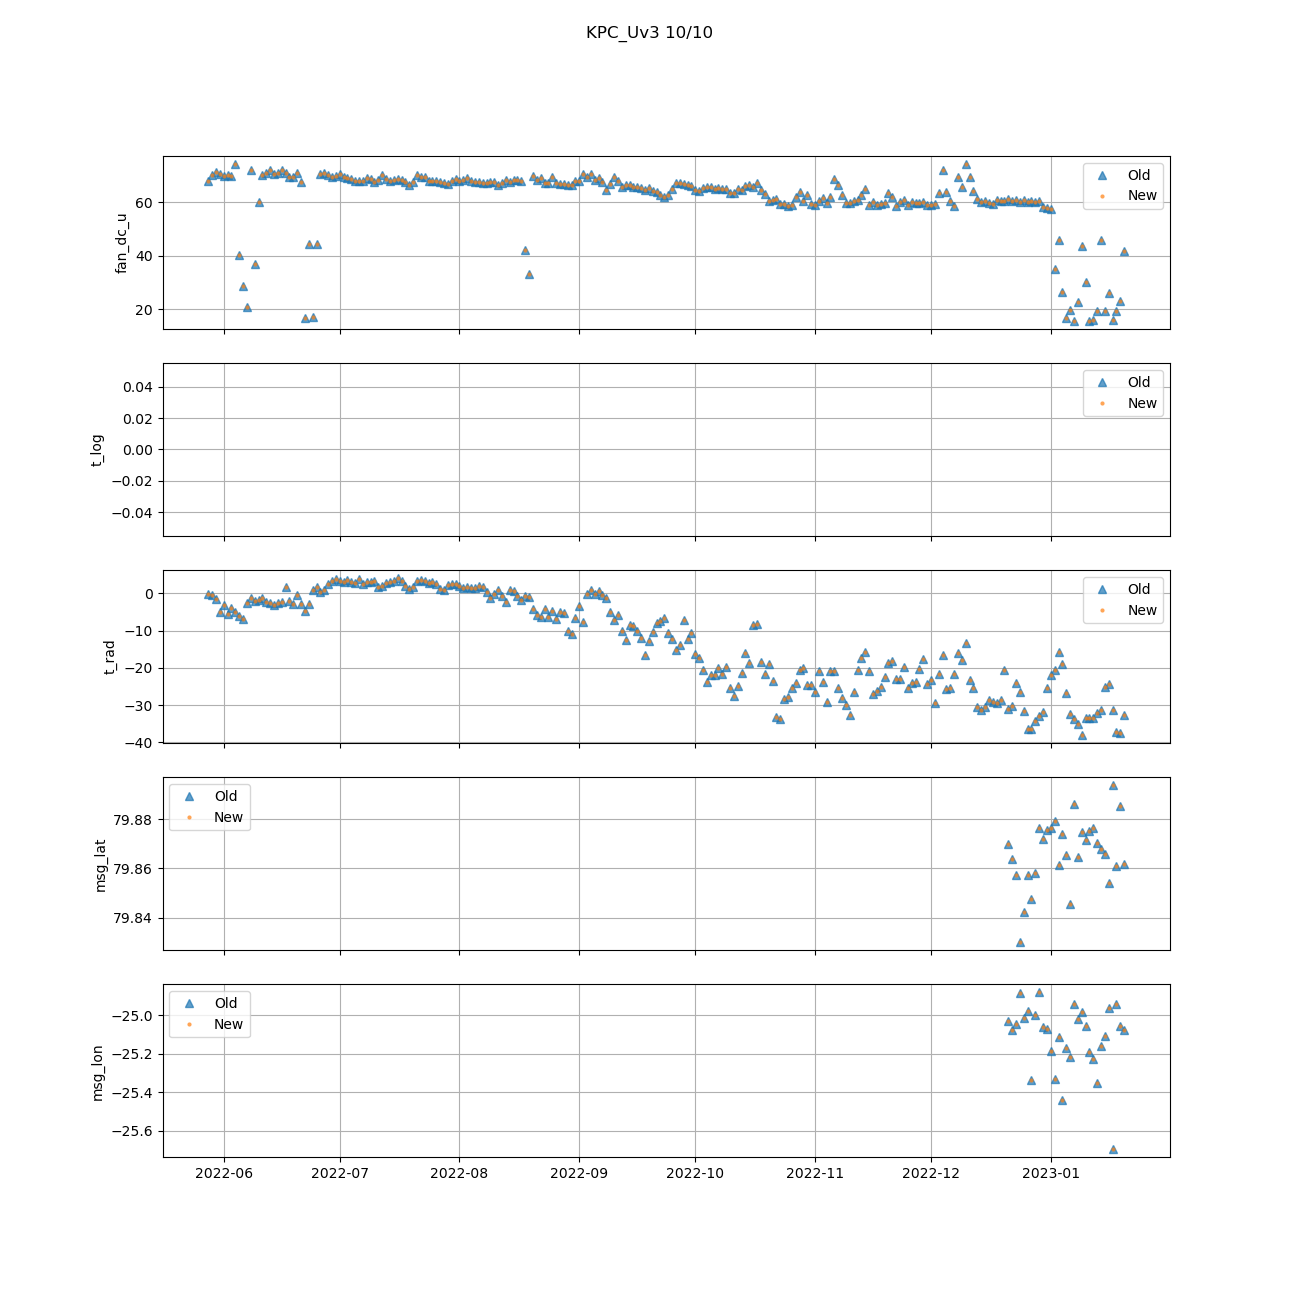 KPC_Uv3 10/10
60
40
20
fan_dc_u
Old
New
0.04
0.02
0.00
−0.02
−0.04
t_log
Old
New
0
−10
−20
−30
−40
t_rad
Old
New
79.88
79.86
79.84
msg_lat
Old
New
−25.0
−25.2
−25.4
−25.6
msg_lon
Old
New
2022-06 2022-07 2022-08 2022-09 2022-10 2022-11 2022-12 2023-01